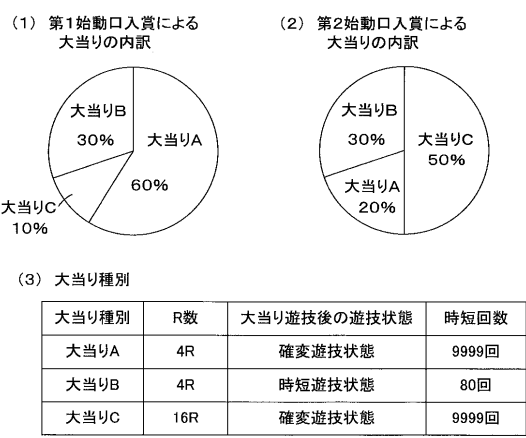 (1) 第1始動口入賞による
大当りの内訳
大当りB
30%
大当りA
60%
大当りC
10%
(2) 第2始動口入賞による
大当りの内訳
大当りB
30%
大当りC
50%
大当りA
20%
(3) 大当り種別
大当り種別 R数 大当り遊技後の遊技状態 時短回数
大当りA 4R 確変遊技状態 9999回
大当りB 4R 時短遊技状態 80回
大当りC 16R 確変遊技状態 9999回